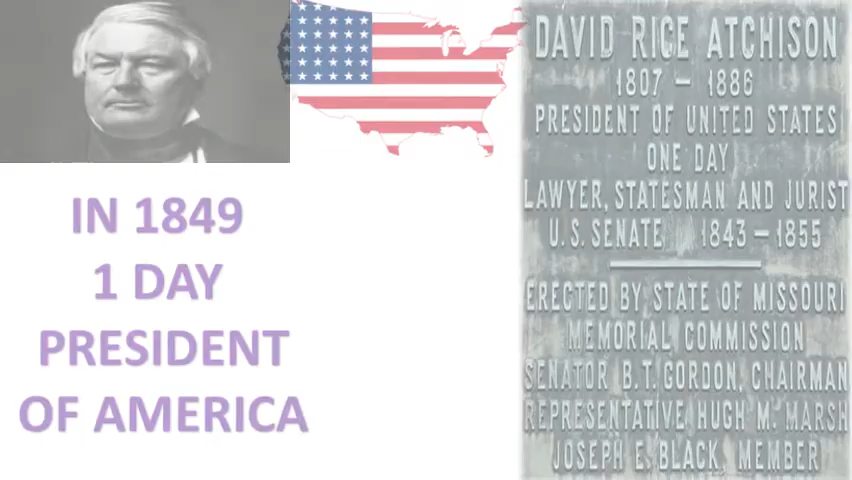 IN 1849
1 DAY
PRESIDENT
OF AMERICA
DAVID RICE ATCHISON
1807 — 1886
PRESIDENT OF UNITED STATES
ONE DAY
LAWYER, STATESMAN AND JURIST
U.S. SENATE 1843 — 1855
ERECTED BY STATE OF MISSOURI
MEMORIAL COMMISSION
SENATOR B.T. GORDON, CHAIRMAN
REPRESENTATIVE HUGH M. MARSH
JOSEPH E. BLACK, MEMBER